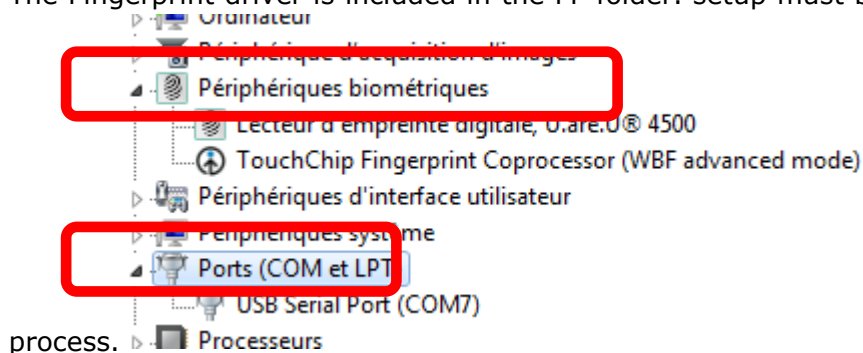 The Fingerprint driver is included in the FP folder. setup must b
Ordinateur
Périphérique d'acquisition d'images
Périphériques biométriques
Lecteur d'empreinte digitale, U.are.U® 4500
TouchChip Fingerprint Coprocessor (WBF advanced mode)
Périphériques d'interface utilisateur
Périphériques système
Ports (COM et LPT)
USB Serial Port (COM7)
process. Processeurs